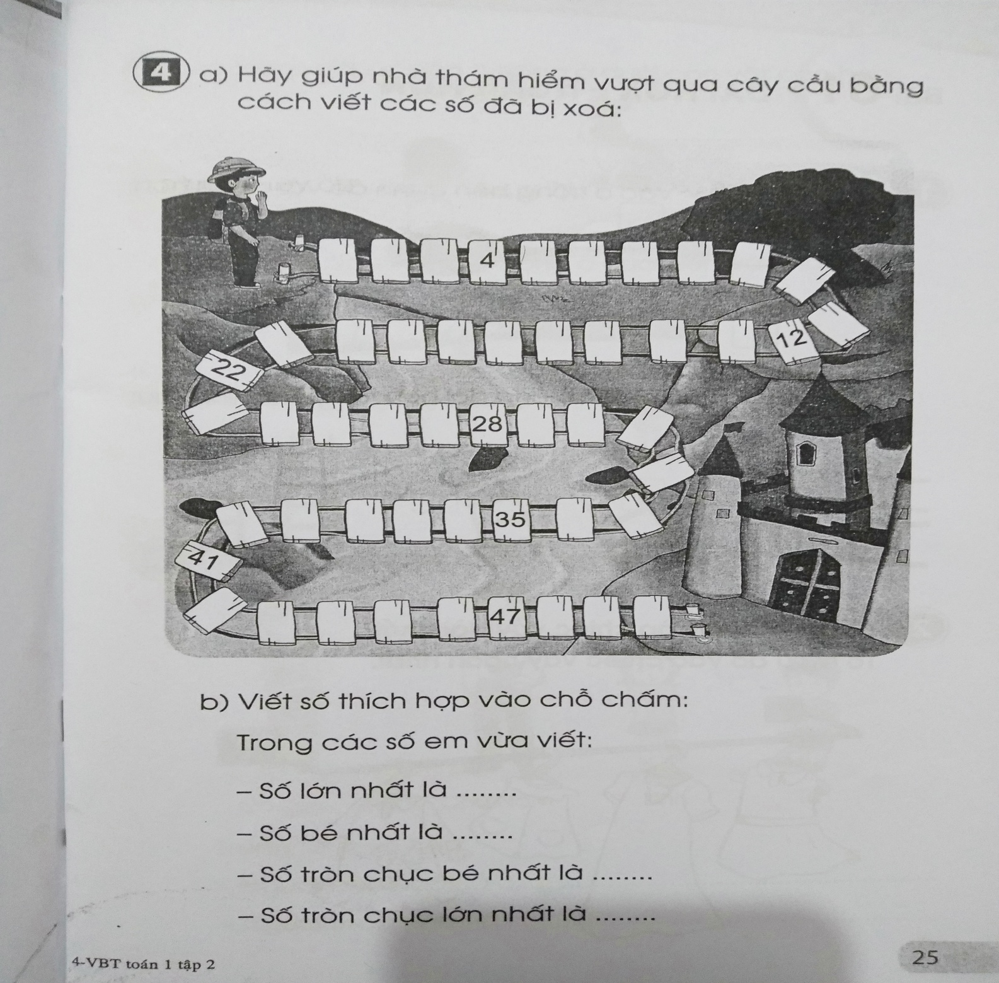 4 a) Hãy giúp nhà thám hiểm vượt qua cây cầu bằng
cách viết các số đã bị xoá:
4
12
22
28
35
41
47
b) Viết số thích hợp vào chỗ chấm:
Trong các số em vừa viết:
– Số lớn nhất là ........
– Số bé nhất là ........
– Số tròn chục bé nhất là ........
– Số tròn chục lớn nhất là ........
4-VBT toán 1 tập 2
25